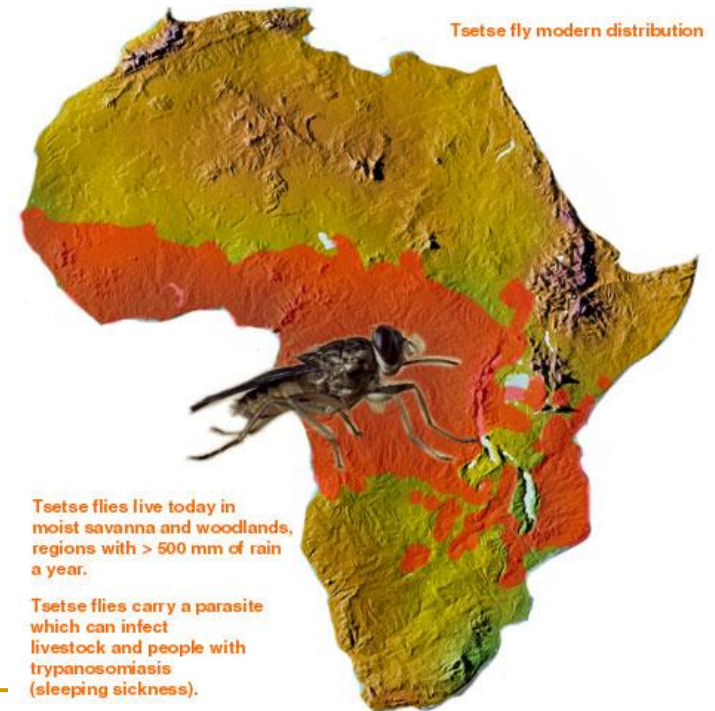 Tsetse fly modern distribution
Tsetse flies live today in
moist savanna and woodlands,
regions with > 500 mm of rain
a year.
Tsetse flies carry a parasite
which can infect
livestock and people with
trypanosomiasis
(sleeping sickness).